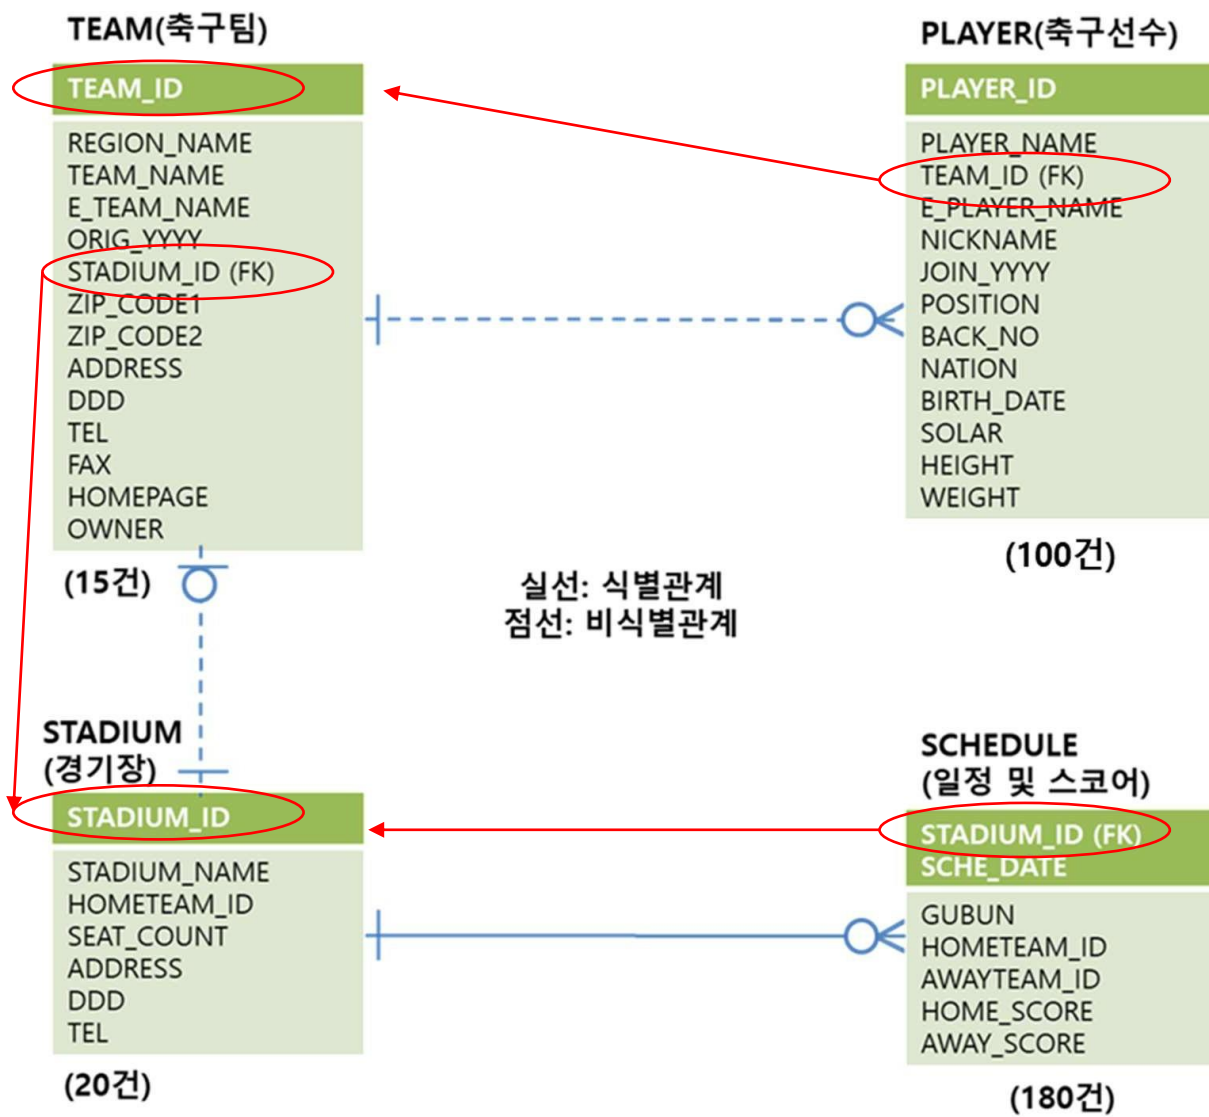 TEAM(축구팀)
TEAM_ID
REGION_NAME
TEAM_NAME
E_TEAM_NAME
ORIG_YYYY
STADIUM_ID (FK)
ZIP_CODE1
ZIP_CODE2
ADDRESS
DDD
TEL
FAX
HOMEPAGE
OWNER
(15건)
PLAYER(축구선수)
PLAYER_ID
PLAYER_NAME
TEAM_ID (FK)
E_PLAYER_NAME
NICKNAME
JOIN_YYYY
POSITION
BACK_NO
NATION
BIRTH_DATE
SOLAR
HEIGHT
WEIGHT
(100건)
실선: 식별관계
점선: 비식별관계
STADIUM
(경기장)
STADIUM_ID
STADIUM_NAME
HOMETEAM_ID
SEAT_COUNT
ADDRESS
DDD
TEL
(20건)
SCHEDULE
(일정 및 스코어)
STADIUM_ID (FK)
SCHE_DATE
GUBUN
HOMETEAM_ID
AWAYTEAM_ID
HOME_SCORE
AWAY_SCORE
(180건)